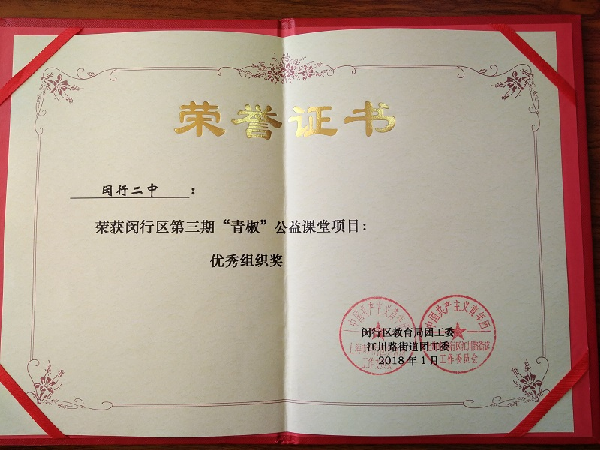 荣誉证书
闵行二中：
荣获闵行区第三期“青椒”公益课堂项目：
优秀组织奖
闵行区教育局团工委
江川路街道团工委
2018年1月